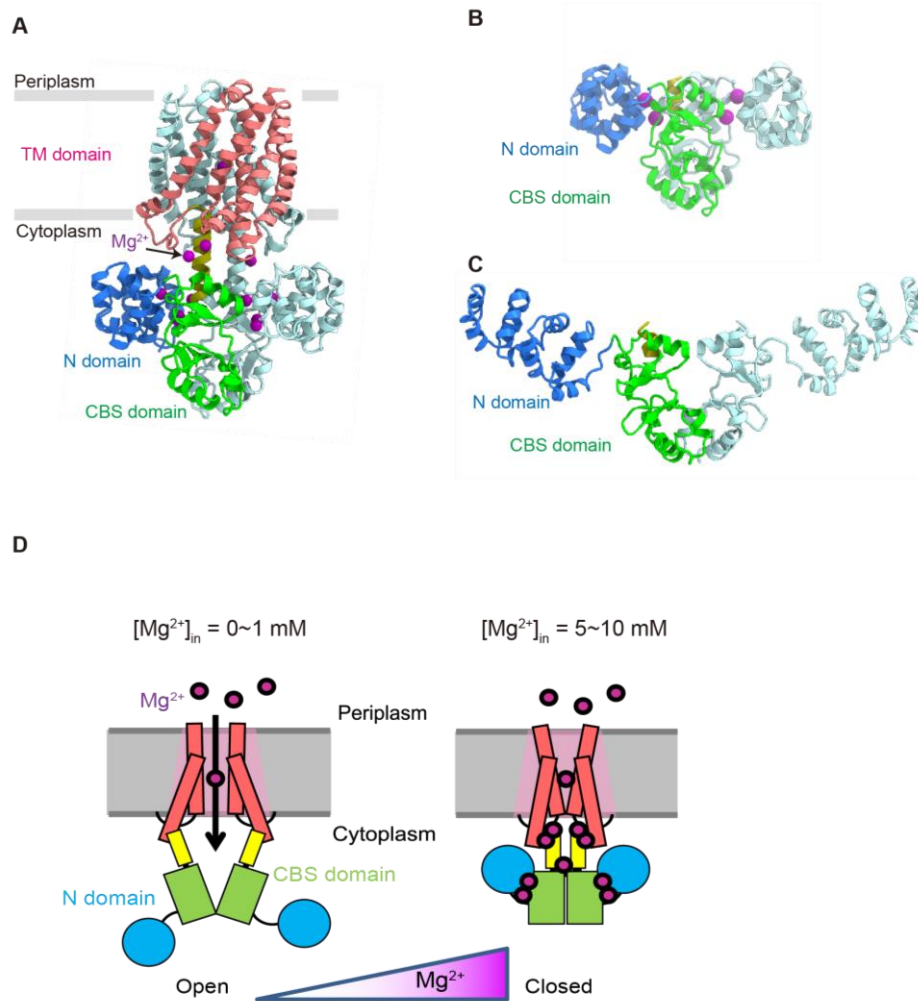 A
Periplasm
TM domain
Cytoplasm
Mg²⁺
N domain
CBS domain
B
N domain
CBS domain
C
N domain
CBS domain
D
[Mg²⁺]in = 0~1 mM
[Mg²⁺]in = 5~10 mM
Mg²⁺
Periplasm
Cytoplasm
CBS domain
N domain
Open
Mg²⁺
Closed